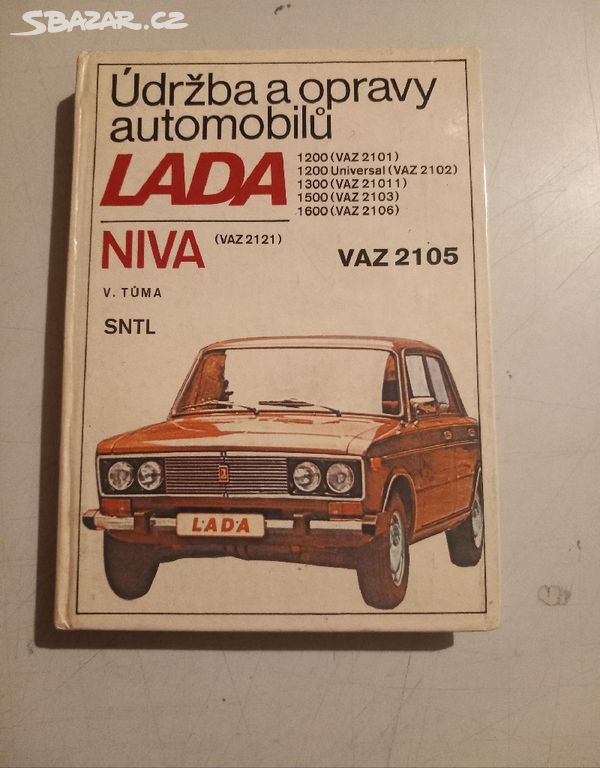 SBAZAR.CZ
Údržba a opravy
automobilů
LADA
1200 (VAZ 2101)
1200 Universal (VAZ 2102)
1300 (VAZ 21011)
1500 (VAZ 2103)
1600 (VAZ 2106)
NIVA (VAZ 2121)
VAZ 2105
V. TŮMA
SNTL
L·A·D·A